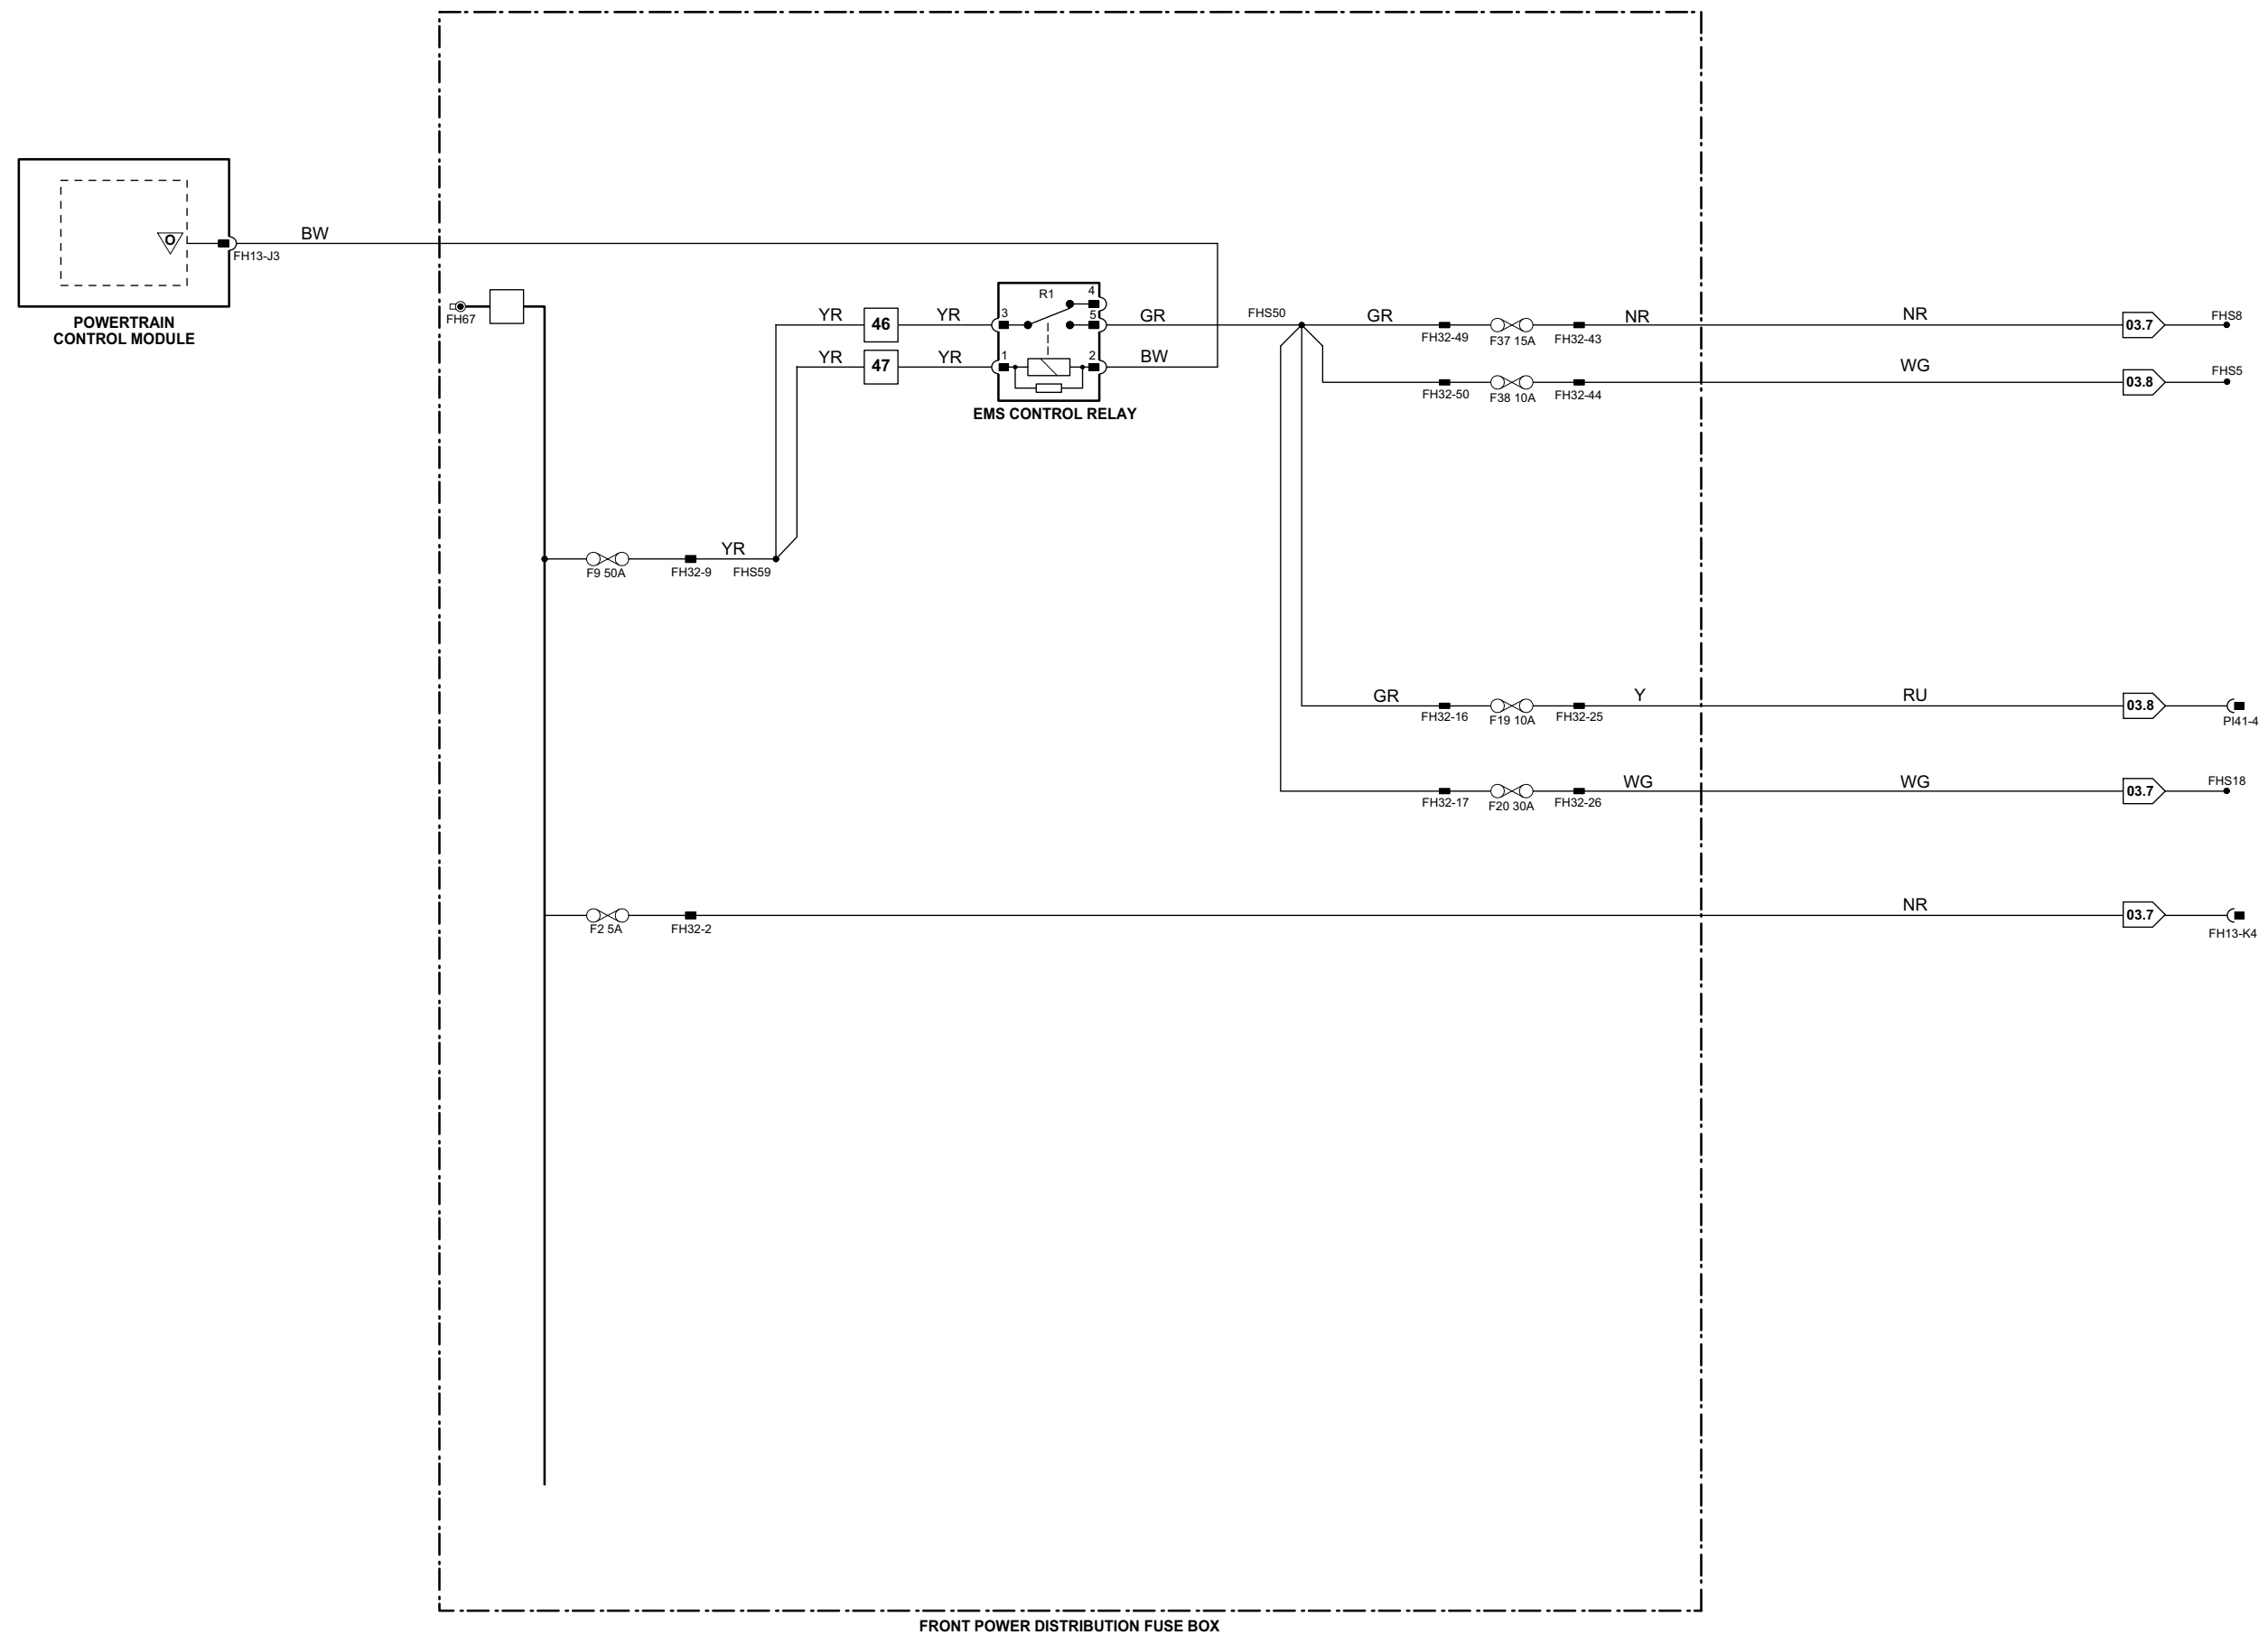 O
BW
FH13-J3
POWERTRAIN
CONTROL MODULE
FH67
YR
46
YR
YR
47
YR
R1
3
4
5
1
2
GR
BW
EMS CONTROL RELAY
FHS50
GR
FH32-49
F37 15A
FH32-43
NR
NR
03.7
FHS8
FH32-50
F38 10A
FH32-44
WG
03.8
FHS5
F9 50A
FH32-9
YR
FHS59
GR
FH32-16
F19 10A
FH32-25
Y
RU
03.8
PI41-4
FH32-17
F20 30A
FH32-26
WG
WG
03.7
FHS18
F2 5A
FH32-2
NR
03.7
FH13-K4
FRONT POWER DISTRIBUTION FUSE BOX